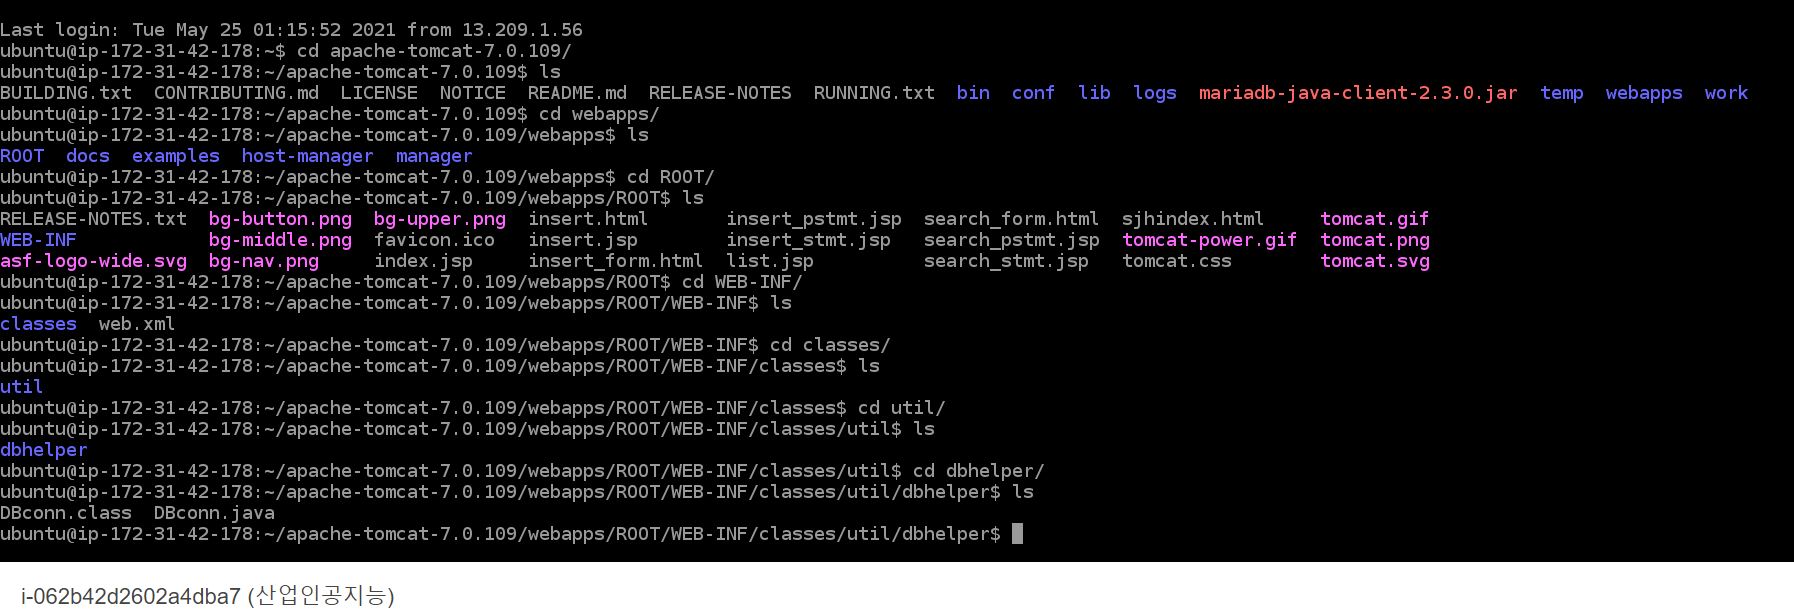 Last login: Tue May 25 01:15:52 2021 from 13.209.1.56
ubuntu@ip-172-31-42-178:~$ cd apache-tomcat-7.0.109/
ubuntu@ip-172-31-42-178:~/apache-tomcat-7.0.109$ ls
BUILDING.txt  CONTRIBUTING.md  LICENSE  NOTICE  README.md  RELEASE-NOTES  RUNNING.txt  bin  conf  lib  logs  mariadb-java-client-2.3.0.jar  temp  webapps  work
ubuntu@ip-172-31-42-178:~/apache-tomcat-7.0.109$ cd webapps/
ubuntu@ip-172-31-42-178:~/apache-tomcat-7.0.109/webapps$ ls
ROOT  docs  examples  host-manager  manager
ubuntu@ip-172-31-42-178:~/apache-tomcat-7.0.109/webapps$ cd ROOT/
ubuntu@ip-172-31-42-178:~/apache-tomcat-7.0.109/webapps/ROOT$ ls
RELEASE-NOTES.txt  bg-button.png  bg-upper.png  insert.html       insert_pstmt.jsp  search_form.html  sjhindex.html     tomcat.gif
WEB-INF            bg-middle.png  favicon.ico   insert.jsp        insert_stmt.jsp   search_pstmt.jsp  tomcat-power.gif  tomcat.png
asf-logo-wide.svg  bg-nav.png     index.jsp     insert_form.html  list.jsp          search_stmt.jsp   tomcat.css        tomcat.svg
ubuntu@ip-172-31-42-178:~/apache-tomcat-7.0.109/webapps/ROOT$ cd WEB-INF/
ubuntu@ip-172-31-42-178:~/apache-tomcat-7.0.109/webapps/ROOT/WEB-INF$ ls
classes  web.xml
ubuntu@ip-172-31-42-178:~/apache-tomcat-7.0.109/webapps/ROOT/WEB-INF$ cd classes/
ubuntu@ip-172-31-42-178:~/apache-tomcat-7.0.109/webapps/ROOT/WEB-INF/classes$ ls
util
ubuntu@ip-172-31-42-178:~/apache-tomcat-7.0.109/webapps/ROOT/WEB-INF/classes$ cd util/
ubuntu@ip-172-31-42-178:~/apache-tomcat-7.0.109/webapps/ROOT/WEB-INF/classes/util$ ls
dbhelper
ubuntu@ip-172-31-42-178:~/apache-tomcat-7.0.109/webapps/ROOT/WEB-INF/classes/util$ cd dbhelper/
ubuntu@ip-172-31-42-178:~/apache-tomcat-7.0.109/webapps/ROOT/WEB-INF/classes/util/dbhelper$ ls
DBconn.class  DBconn.java
ubuntu@ip-172-31-42-178:~/apache-tomcat-7.0.109/webapps/ROOT/WEB-INF/classes/util/dbhelper$
i-062b42d2602a4dba7 (산업인공지능)